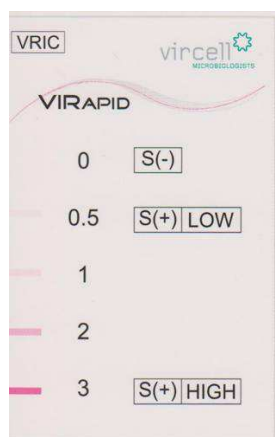 VRIC
vircell
MICROBIOLOGISTS
VIRAPID
0 S(-)
0.5 S(+) LOW
1
2
3 S(+) HIGH